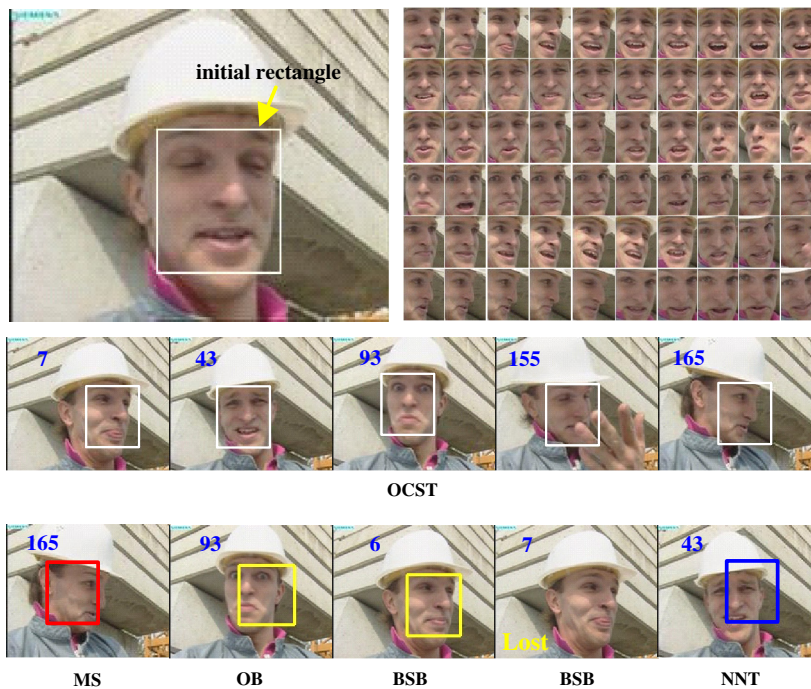 initial rectangle
7 43 93 155 165
OCST
165 93 6 7 43
Lost
MS OB BSB BSB NNT